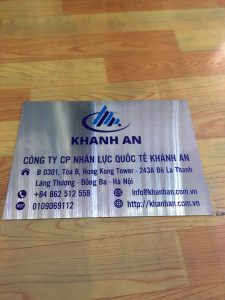 KHANH AN
CÔNG TY CP NHÂN LỰC QUỐC TẾ KHÁNH AN
B 0301, Tòa B, Hong Kong Tower - 243A Đê La Thành
Láng Thượng - Đống Đa - Hà Nội
+84 862 512 558
info@khanhan.com.vn
0109069112
http://khanhan.com.vn